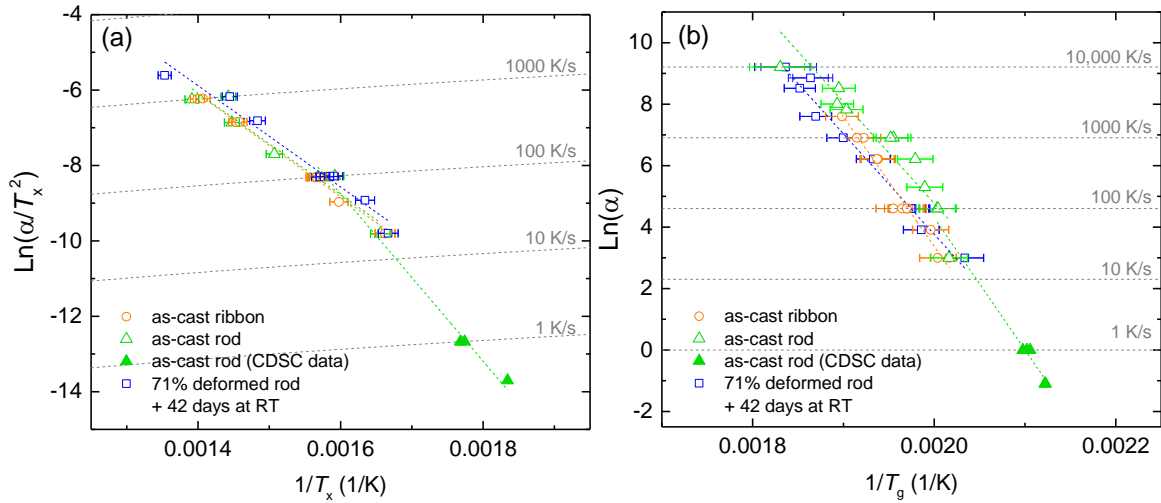 (a)
Ln(α/Tₓ²)
-4
-6
-8
-10
-12
-14
1000 K/s
100 K/s
10 K/s
1 K/s
as-cast ribbon
as-cast rod
as-cast rod (CDSC data)
71% deformed rod
+ 42 days at RT
0.0014
0.0016
0.0018
1/Tₓ (1/K)
(b)
Ln(α)
10
8
6
4
2
0
-2
10,000 K/s
1000 K/s
100 K/s
10 K/s
1 K/s
as-cast ribbon
as-cast rod
as-cast rod (CDSC data)
71% deformed rod
+ 42 days at RT
0.0018
0.0020
0.0022
1/Tg (1/K)